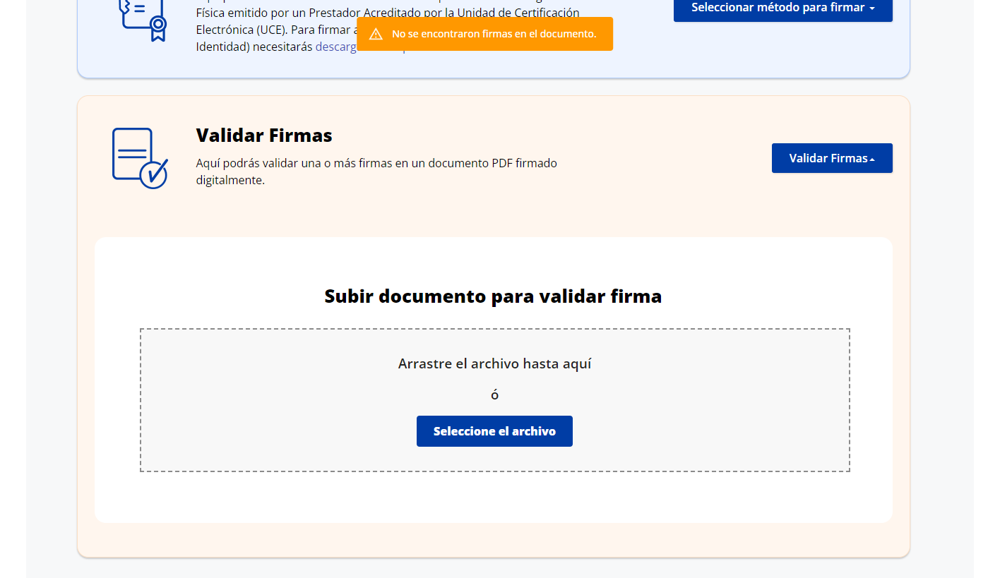 Seleccionar método para firmar
Física emitido por un Prestador Acreditado por la Unidad de Certificación
Electrónica (UCE). Para firmar
No se encontraron firmas en el documento.
Identidad) necesitarás descarg
Validar Firmas
Aquí podrás validar una o más firmas en un documento PDF firmado
digitalmente.
Validar Firmas
Subir documento para validar firma
Arrastre el archivo hasta aquí
ó
Seleccione el archivo